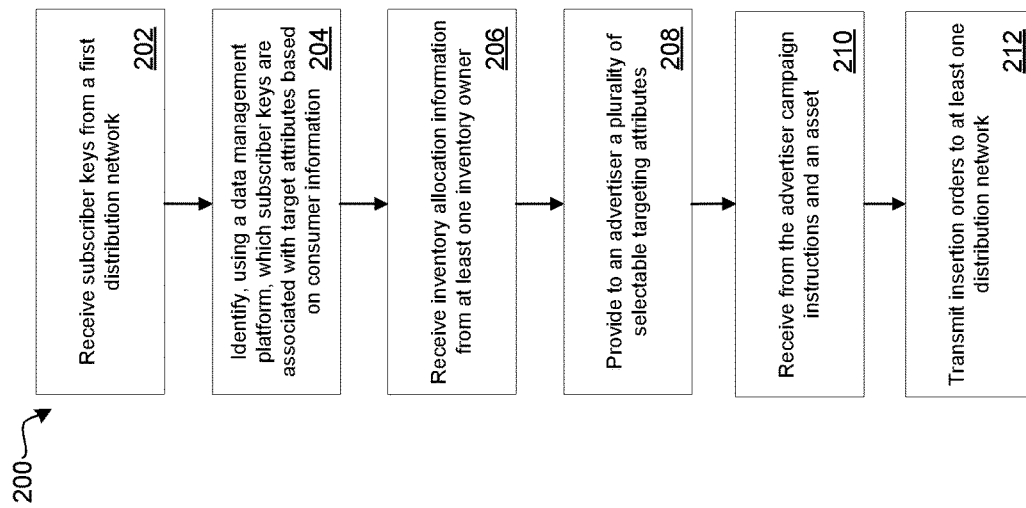 200
Receive subscriber keys from a first
distribution network
202
Identify, using a data management
platform, which subscriber keys are
associated with target attributes based
on consumer information
204
Receive inventory allocation information
from at least one inventory owner
206
Provide to an advertiser a plurality of
selectable targeting attributes
208
Receive from the advertiser campaign
instructions and an asset
210
Transmit insertion orders to at least one
distribution network
212